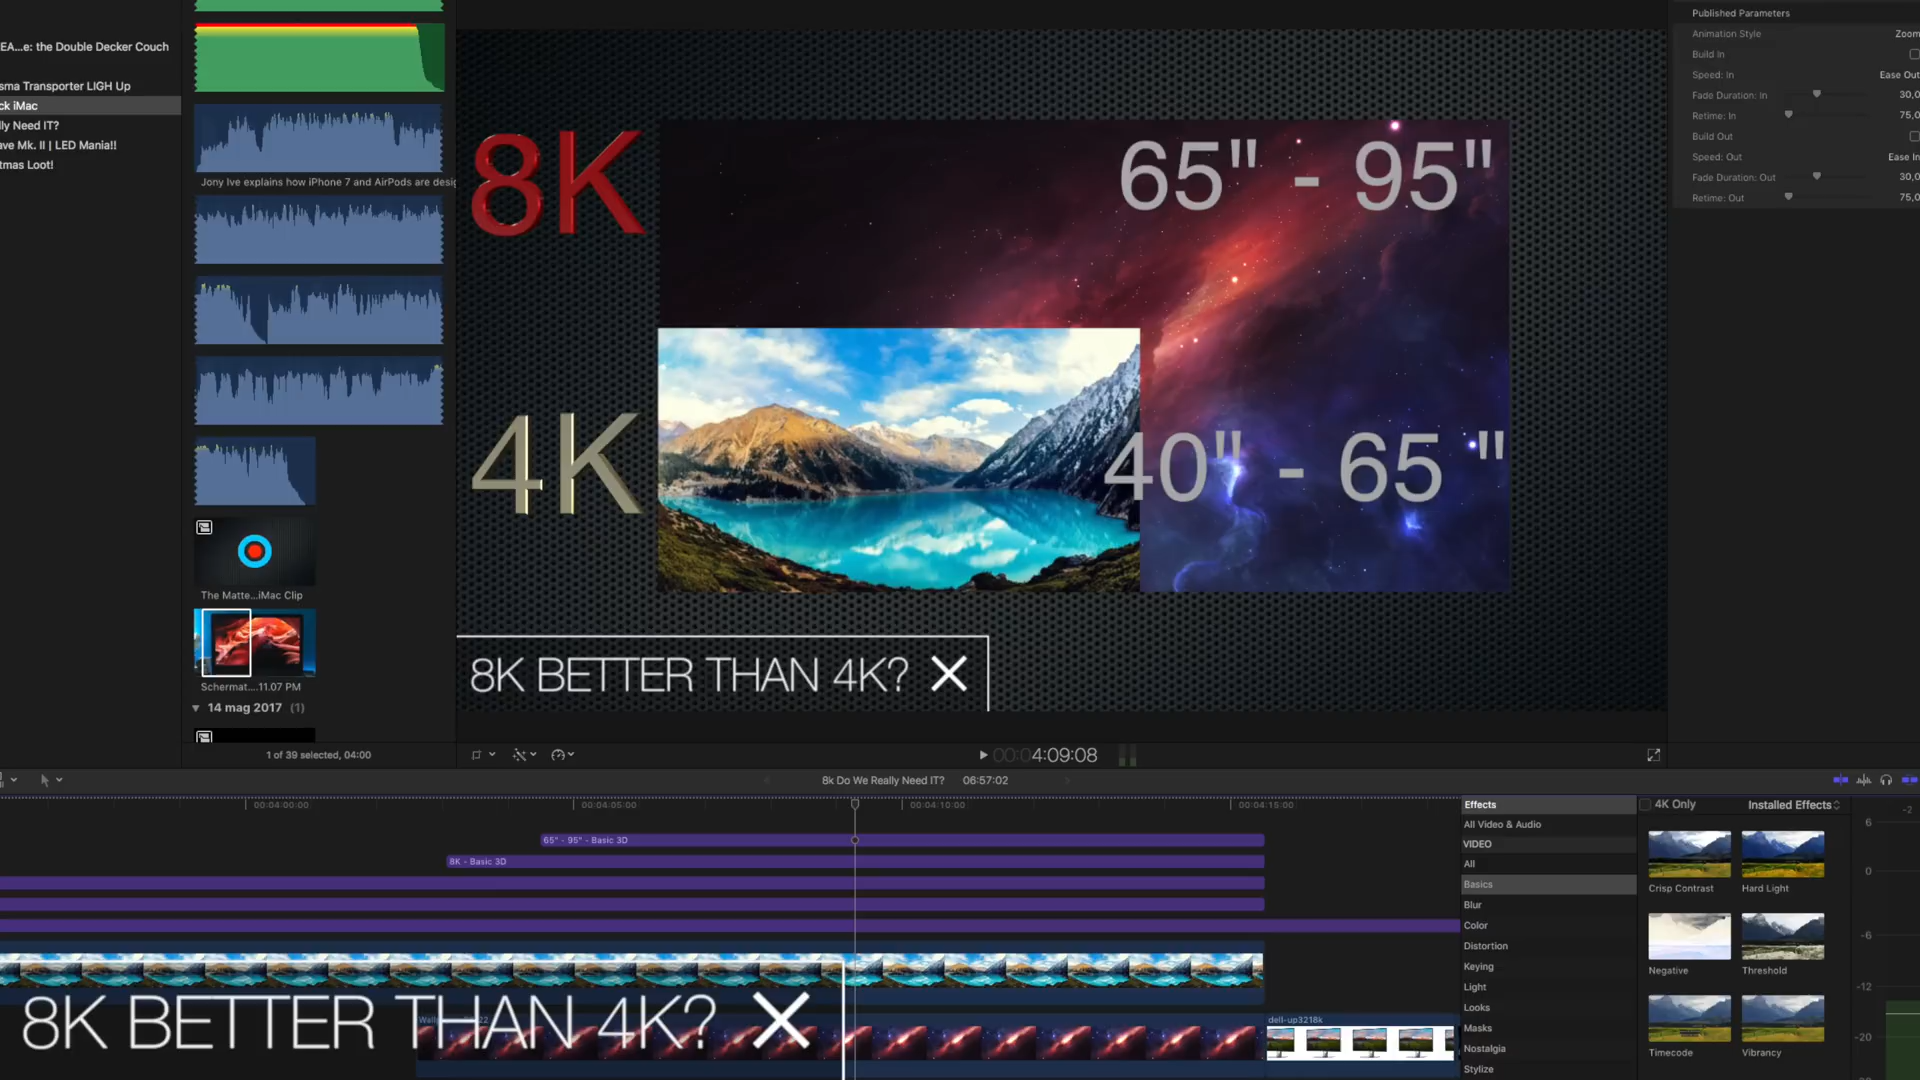 EA...e: the Double Decker Couch
sma Transporter LIGH Up
ck iMac
lly Need IT?
ave Mk. II | LED Mania!!
tmas Loot!
Jony Ive explains how iPhone 7 and AirPods are desig
The Matte...iMac Clip
Schermat....11.07 PM
14 mag 2017 (1)
1 of 39 selected, 04:00
8K
65" - 95"
4K
40" - 65 "
8K BETTER THAN 4K?
00:04:09:08
Published Parameters
Animation Style Zoom
Build In
Speed: In Ease Out
Fade Duration: In 30,0
Retime: In 75,0
Build Out
Speed: Out Ease In
Fade Duration: Out 30,0
Retime: Out 75,0
8k Do We Really Need IT? 06:57:02
00:04:00:00 00:04:05:00 00:04:10:00 00:04:15:00
65" - 95" - Basic 3D
8K - Basic 3D
dell-up3218k
8K BETTER THAN 4K?
Effects
All Video & Audio
VIDEO
All
Basics
Blur
Color
Distortion
Keying
Light
Looks
Masks
Nostalgia
Stylize
4K Only Installed Effects
Crisp Contrast Hard Light
Negative Threshold
Timecode Vibrancy
6
0
-6
-12
-20
-2